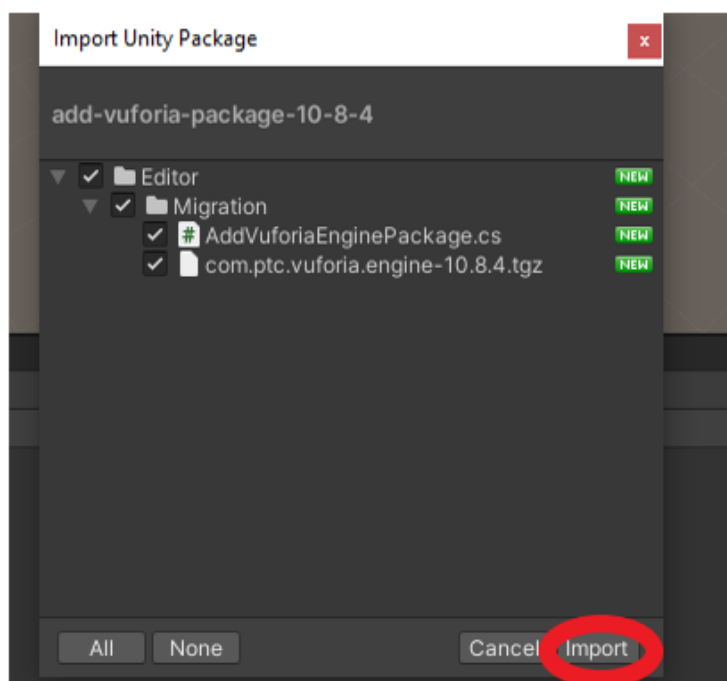 Import Unity Package
x
add-vuforia-package-10-8-4
Editor NEW
Migration NEW
# AddVuforiaEnginePackage.cs NEW
com.ptc.vuforia.engine-10.8.4.tgz NEW
All None Cancel Import